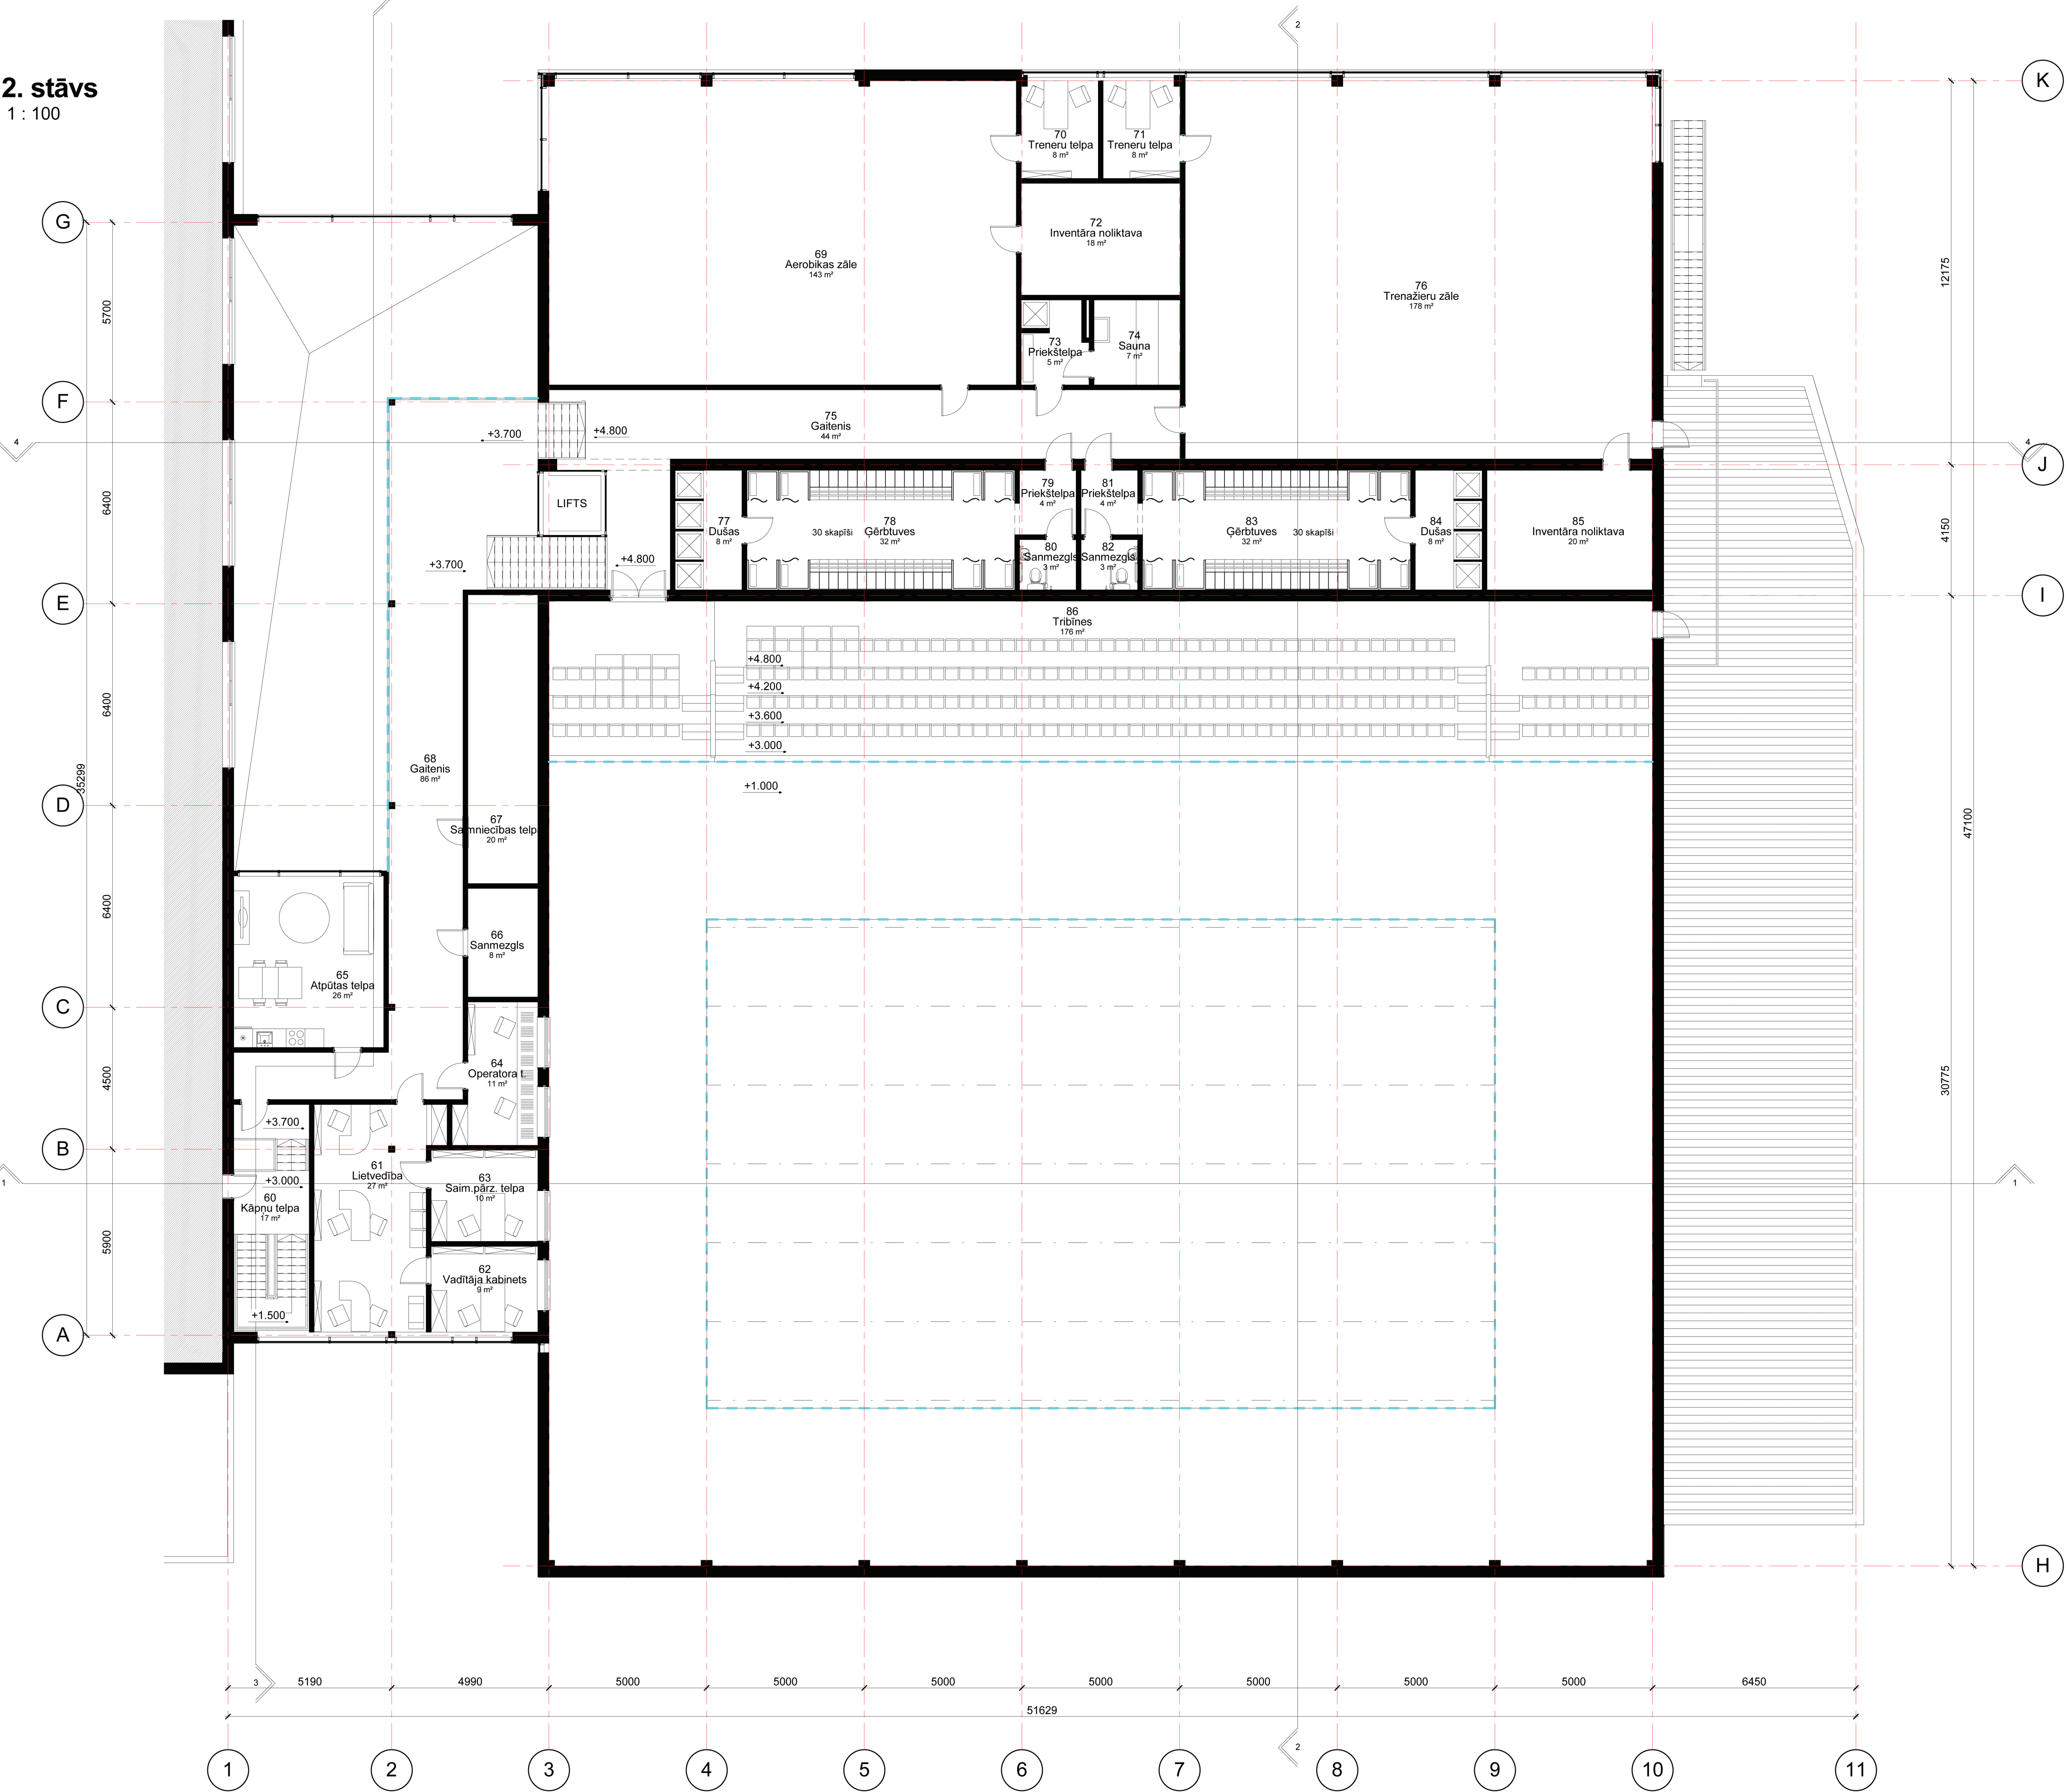 2. stāvs
1 : 100
2
K
70
Treneru telpa
8 m²
71
Treneru telpa
8 m²
G
72
Inventāra noliktava
18 m²
69
Aerobikas zāle
143 m²
12175
76
Trenažieru zāle
178 m²
5700
73
Priekštelpa
5 m²
74
Sauna
7 m²
F
75
Gaitenis
44 m²
+3.700
+4.800
4
4
J
79
Priekštelpa
4 m²
81
Priekštelpa
4 m²
6400
LIFTS
77
Dušas
8 m²
30 skapīši
78
Ģērbtuves
32 m²
83
Ģērbtuves
32 m²
30 skapīši
84
Dušas
8 m²
85
Inventāra noliktava
20 m²
4150
80
Sanmezgls
3 m²
82
Sanmezgls
3 m²
+3.700
+4.800
E
I
86
Tribīnes
176 m²
+4.800
+4.200
6400
+3.600
+3.000
68
Gaitenis
86 m²
35299
+1.000
D
67
Saimniecības telpa
20 m²
47100
6400
66
Sanmezgls
8 m²
65
Atpūtas telpa
26 m²
C
64
Operatora t.
11 m²
4500
30775
+3.700
B
61
Lietvedība
27 m²
63
Saim.pārz. telpa
10 m²
1
+3.000
1
60
Kāpņu telpa
17 m²
5900
62
Vadītāja kabinets
9 m²
+1.500
A
H
3
5190
4990
5000
5000
5000
5000
5000
5000
5000
6450
51629
2
1
2
3
4
5
6
7
8
9
10
11